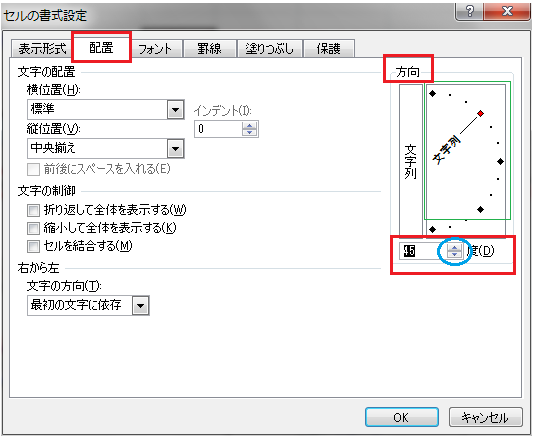 セルの書式設定
表示形式 配置 フォント 罫線 塗りつぶし 保護
文字の配置
横位置(H):
標準
インデント(I):
縦位置(V):
0
中央揃え
前後にスペースを入れる(E)
文字の制御
折り返して全体を表示する(W)
縮小して全体を表示する(K)
セルを結合する(M)
右から左
文字の方向(T):
最初の文字に依存
方向
文字列
文字列
45 度(D)
OK キャンセル